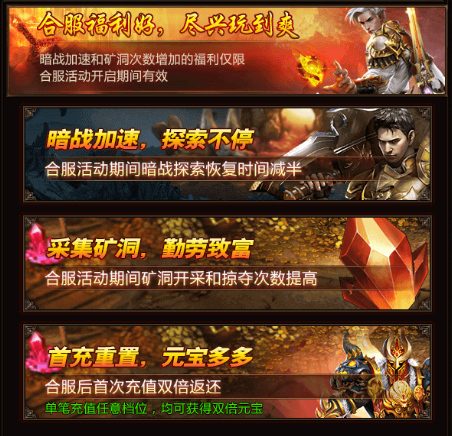 合服福利好，尽兴玩到爽
暗战加速和矿洞次数增加的福利仅限
合服活动开启期间有效
暗战加速，探索不停
合服活动期间暗战探索恢复时间减半
采集矿洞，勤劳致富
合服活动期间矿洞开采和掠夺次数提高
首充重置，元宝多多
合服后首次充值双倍返还
单笔充值任意档位，均可获得双倍元宝